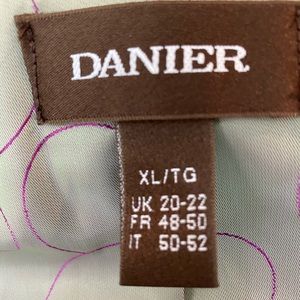 DANIER
XL/TG
UK 20-22
FR 48-50
IT 50-52